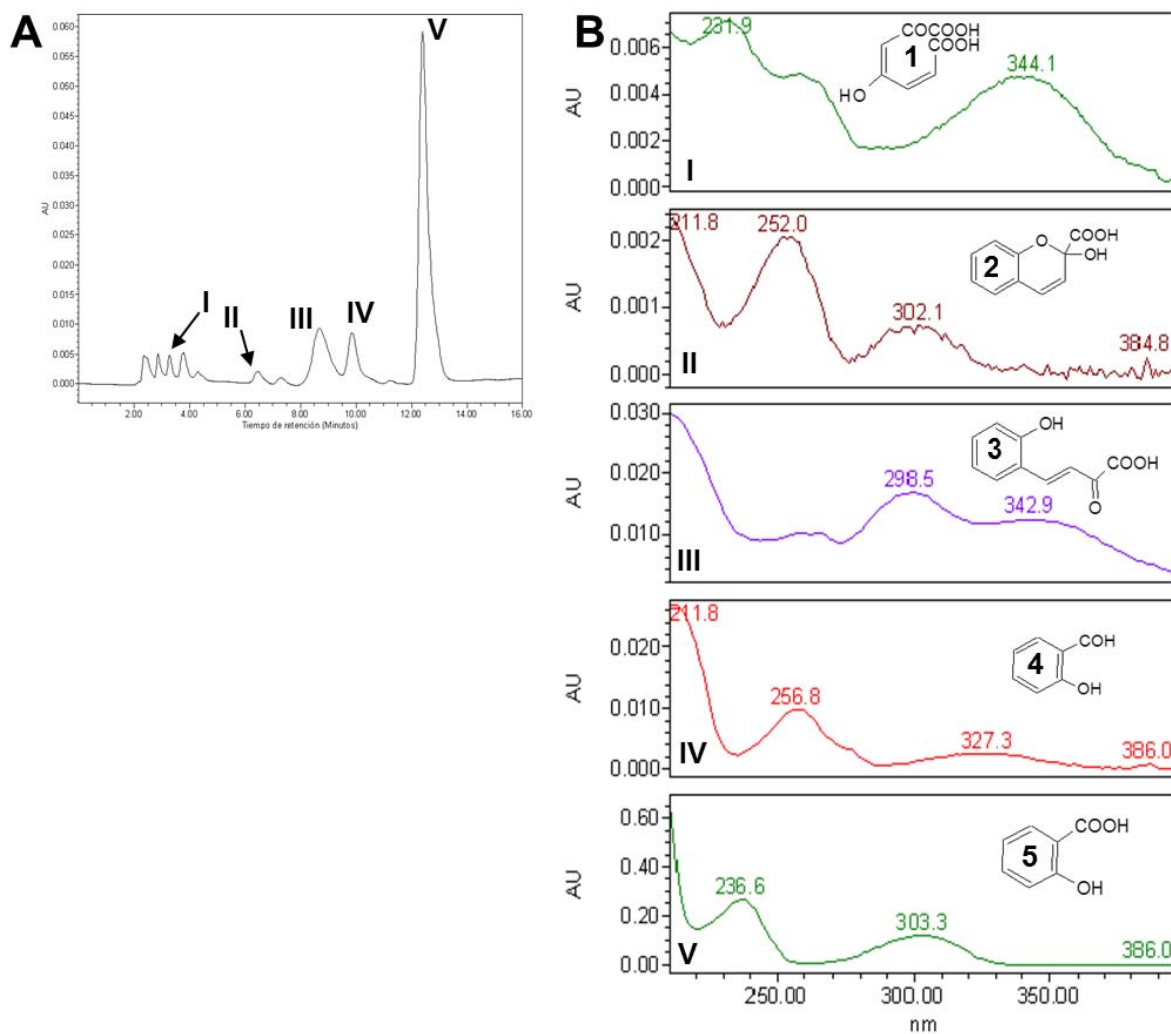 A
AU
0.060
0.055
0.050
0.045
0.040
0.035
0.030
0.025
0.020
0.015
0.010
0.005
0.000
I
II
III
IV
V
2.00 4.00 6.00 8.00 10.00 12.00 14.00 16.00
Tiempo de retención (Minutos)
B
AU
0.006
0.004
0.002
0.000
231.9
344.1
COCOOH
COOH
1
HO
I
AU
0.002
0.001
0.000
211.8
252.0
302.1
384.8
O
COOH
OH
2
II
AU
0.030
0.020
0.010
298.5
342.9
OH
3
COOH
O
III
AU
0.020
0.010
0.000
211.8
256.8
327.3
386.0
COH
4
OH
IV
AU
0.60
0.40
0.20
0.00
236.6
303.3
386.0
COOH
5
OH
V
250.00 300.00 350.00
nm